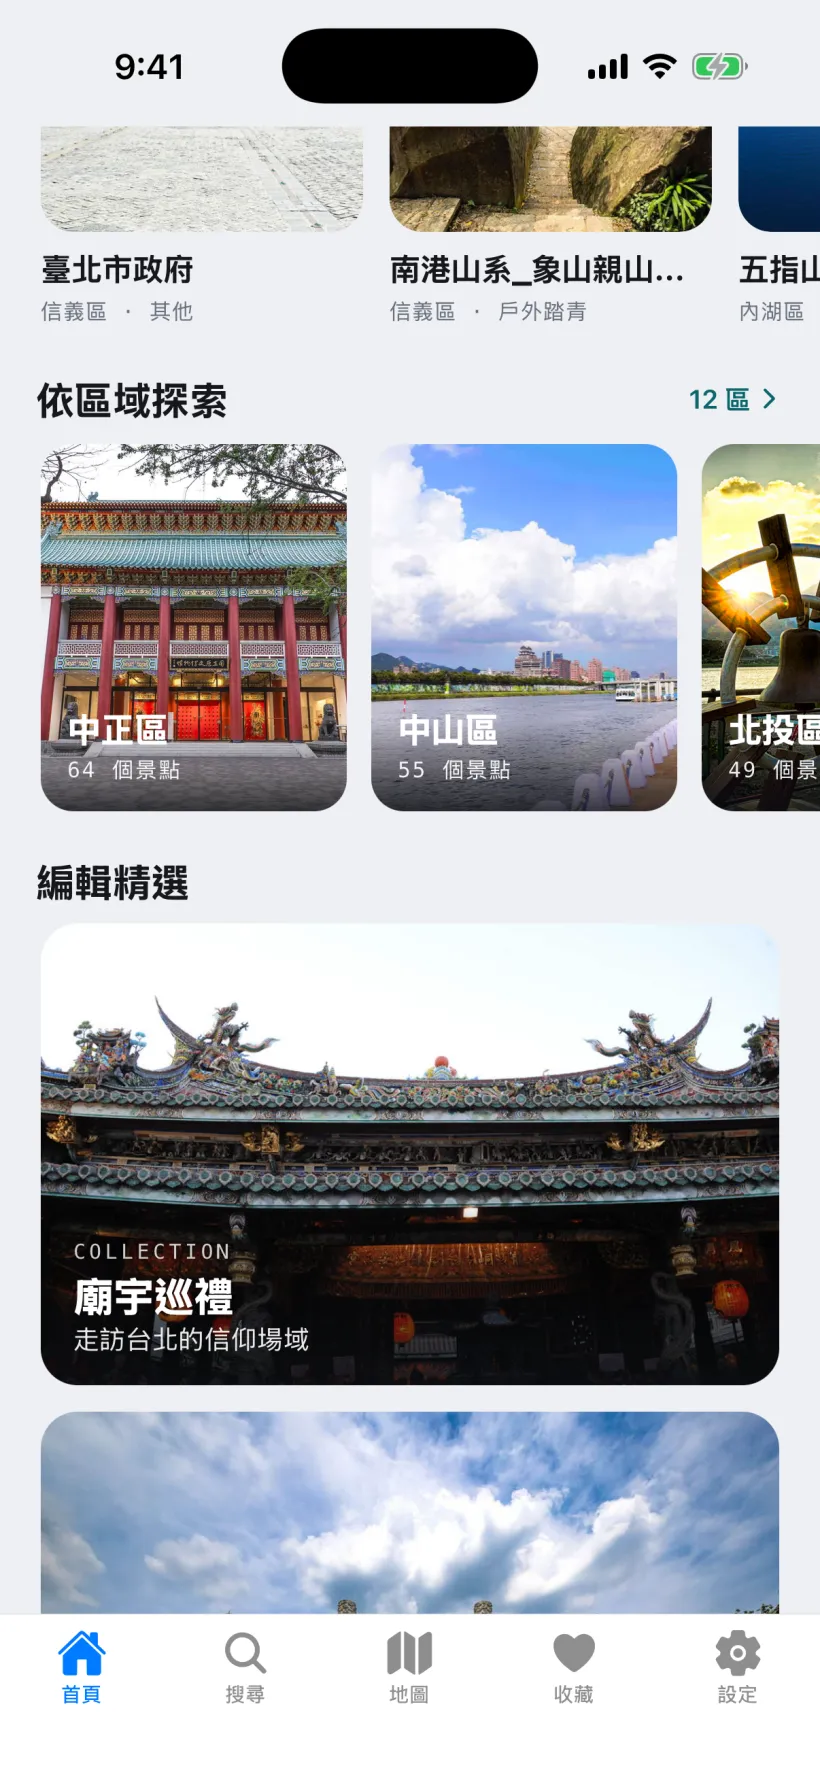 9:41
臺北市政府
信義區 · 其他
南港山系_象山親山...
信義區 · 戶外踏青
五指山
內湖區
依區域探索
12 區
中正區
64 個景點
中山區
55 個景點
北投區
49 個景
編輯精選
COLLECTION
廟宇巡禮
走訪台北的信仰場域
首頁
搜尋
地圖
收藏
設定